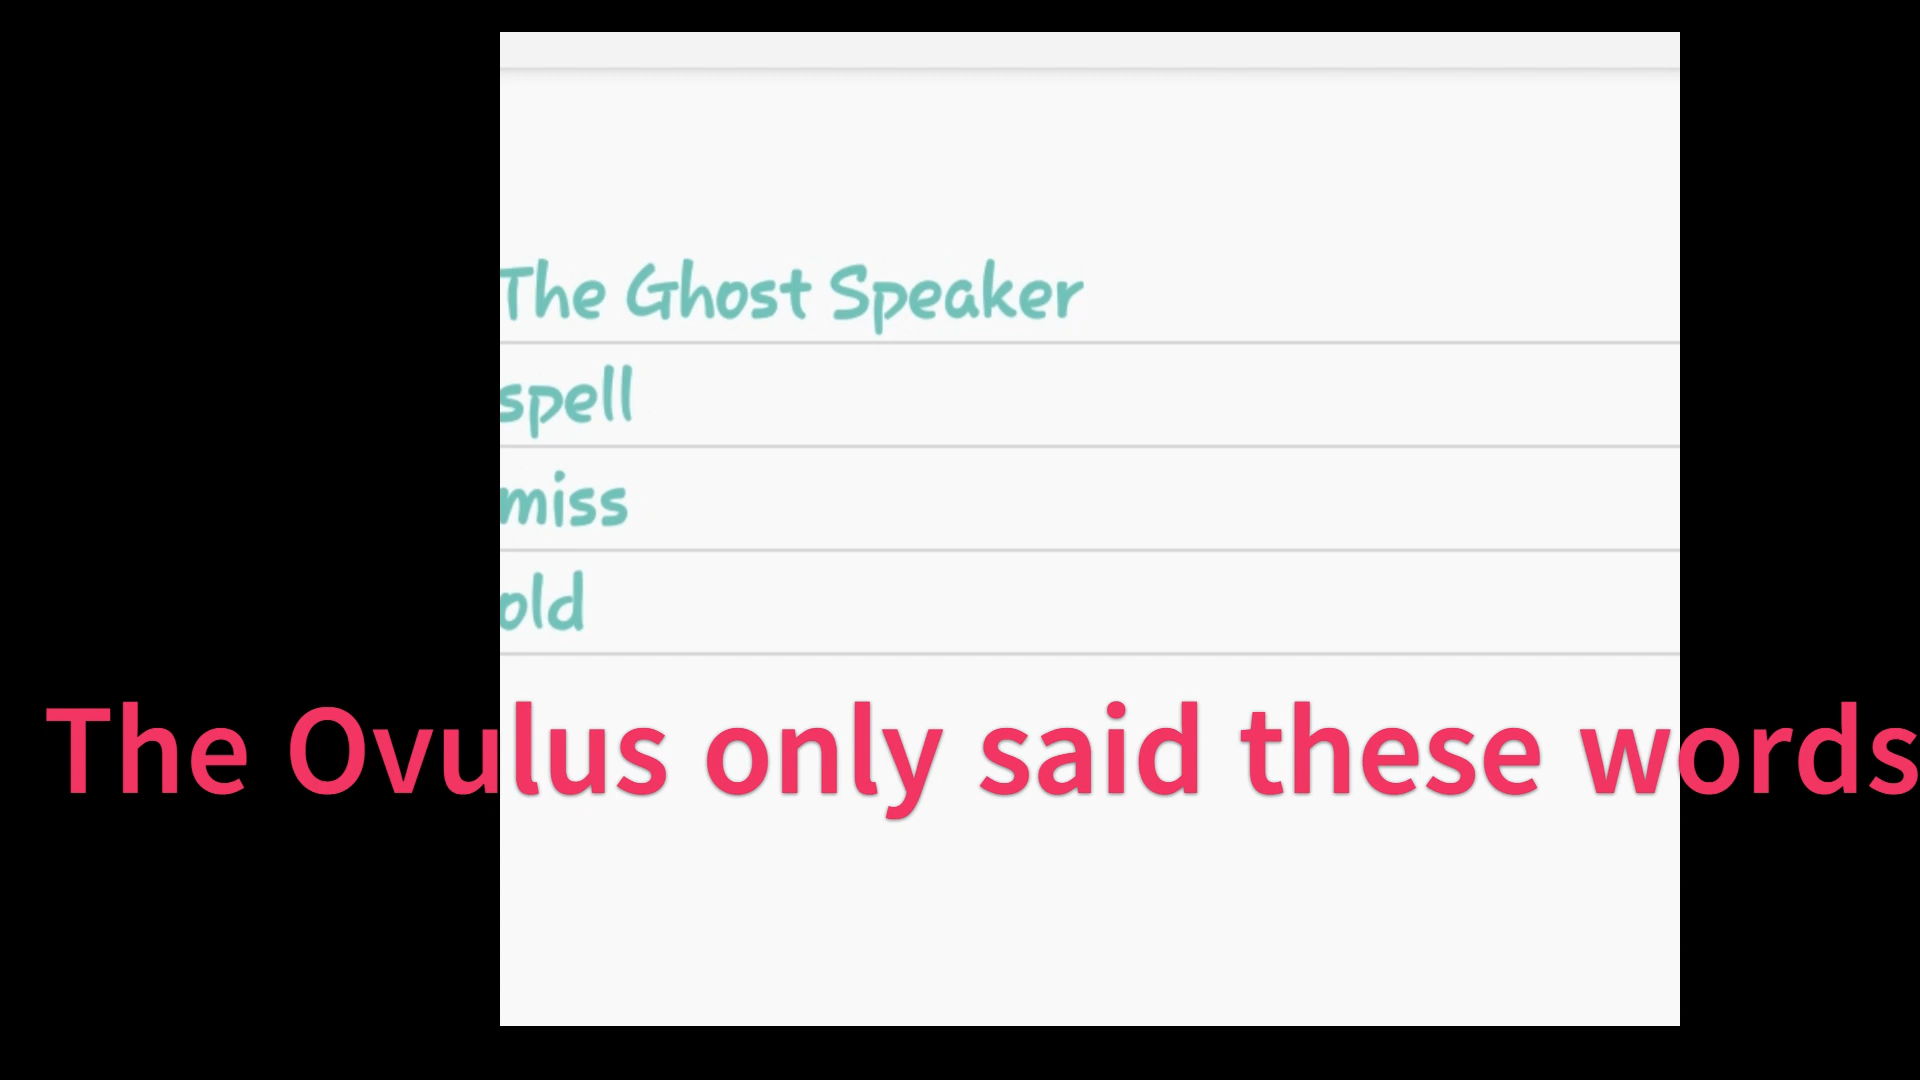 The Ghost Speaker
spell
miss
old
The Ovulus only said these words